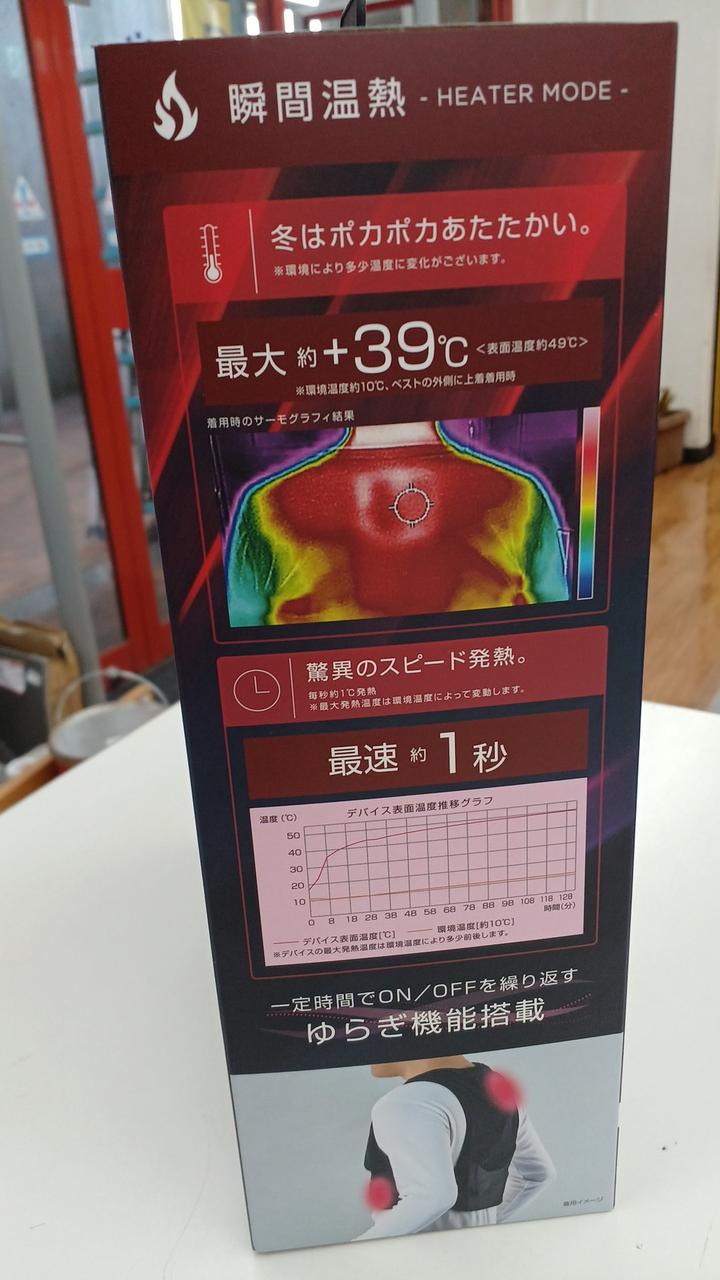 瞬間温熱 - HEATER MODE -
冬はポカポカあたたかい。
※環境により多少温度に変化がございます。
最大 約+39℃ <表面温度約49℃>
※環境温度約10℃、ベストの外側に上着着用時
着用時のサーモグラフィ結果
驚異のスピード発熱。
毎秒約1℃発熱
※最大発熱温度は環境温度によって変動します。
最速 約 1 秒
デバイス表面温度推移グラフ
温度(℃)
50
40
30
20
10
0 8 18 28 38 48 58 68 78 88 98 108 118 128
時間(分)
デバイス表面温度[℃] 環境温度[約10℃]
※デバイスの最大発熱温度は環境温度により多少前後します。
一定時間でON/OFFを繰り返す
ゆらぎ機能搭載
着用イメージ